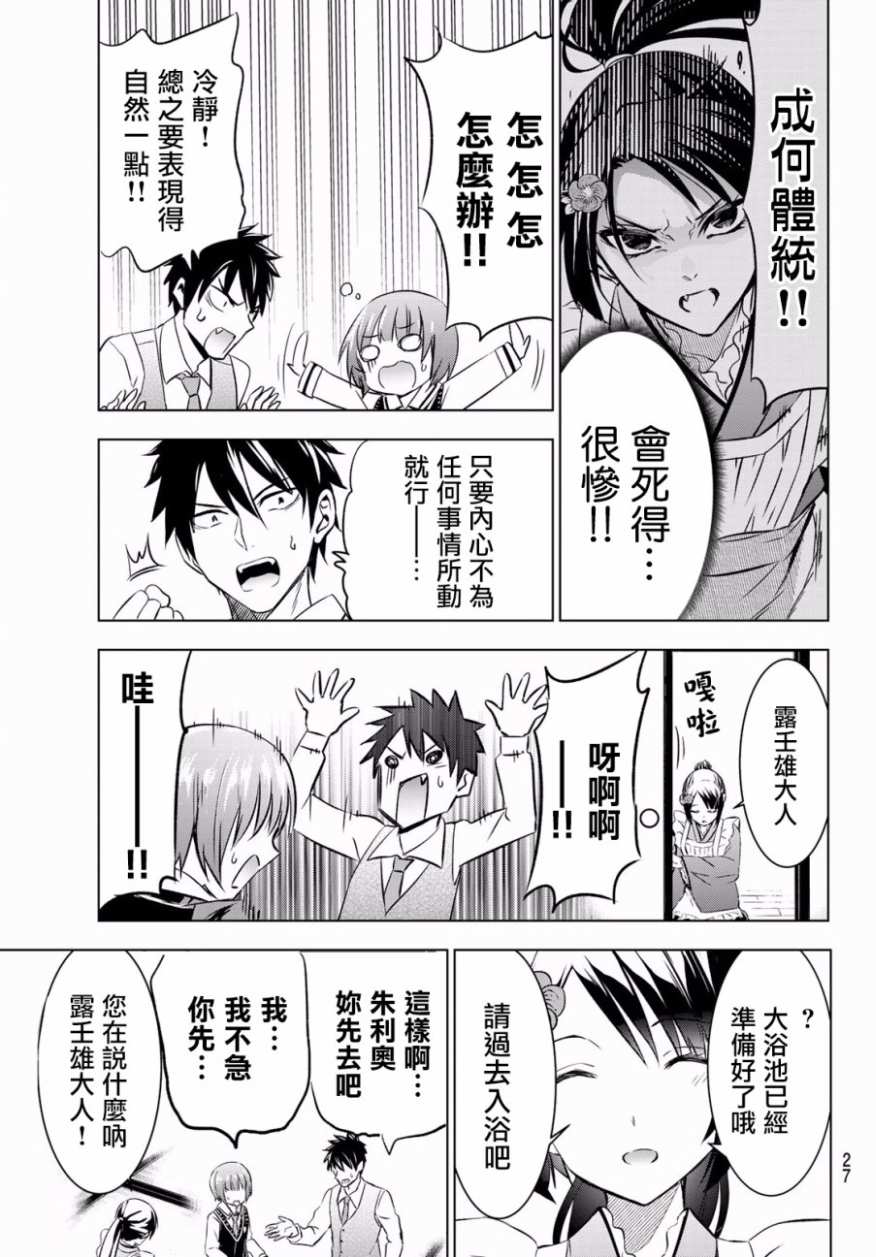 成何體統!!
會死得…
很慘!!
怎怎怎
怎麼辦!!
冷靜！
總之要表現得
自然一點!!
只要內心不為
任何事情所動
就行——…
露壬雄大人
嘎啦
呀啊啊
——!!
哇——
——!!
?
大浴池已經
準備好了哦
請過去入浴吧
這樣啊…
朱利奧
妳先去吧
我…
我不急
你先…
您在説什麼吶
露壬雄大人！
27